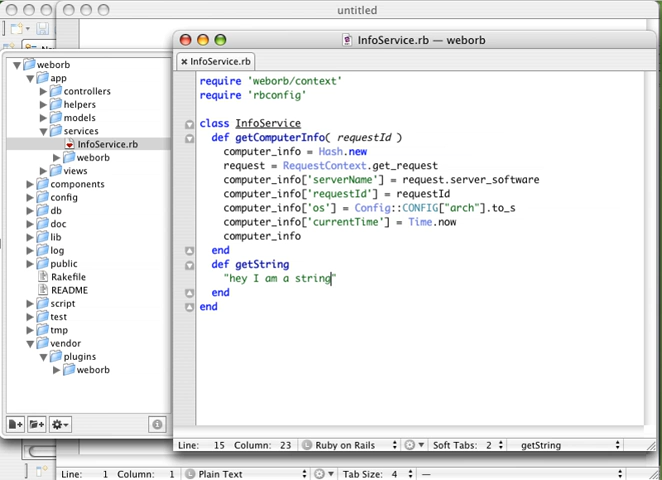 untitled
InfoService.rb — weborb
InfoService.rb
weborb
app
controllers
helpers
models
services
InfoService.rb
weborb
views
components
config
db
doc
lib
log
public
Rakefile
README
script
test
tmp
vendor
plugins
weborb
require 'weborb/context'
require 'rbconfig'
class InfoService
def getComputerInfo( requestId )
computer_info = Hash.new
request = RequestContext.get_request
computer_info['serverName'] = request.server_software
computer_info['requestId'] = requestId
computer_info['os'] = Config::CONFIG["arch"].to_s
computer_info['currentTime'] = Time.now
computer_info
end
def getString
"hey I am a string"
end
end
Line: 15 Column: 23 Ruby on Rails Soft Tabs: 2 getString
Line: 1 Column: 1 Plain Text Tab Size: 4 —